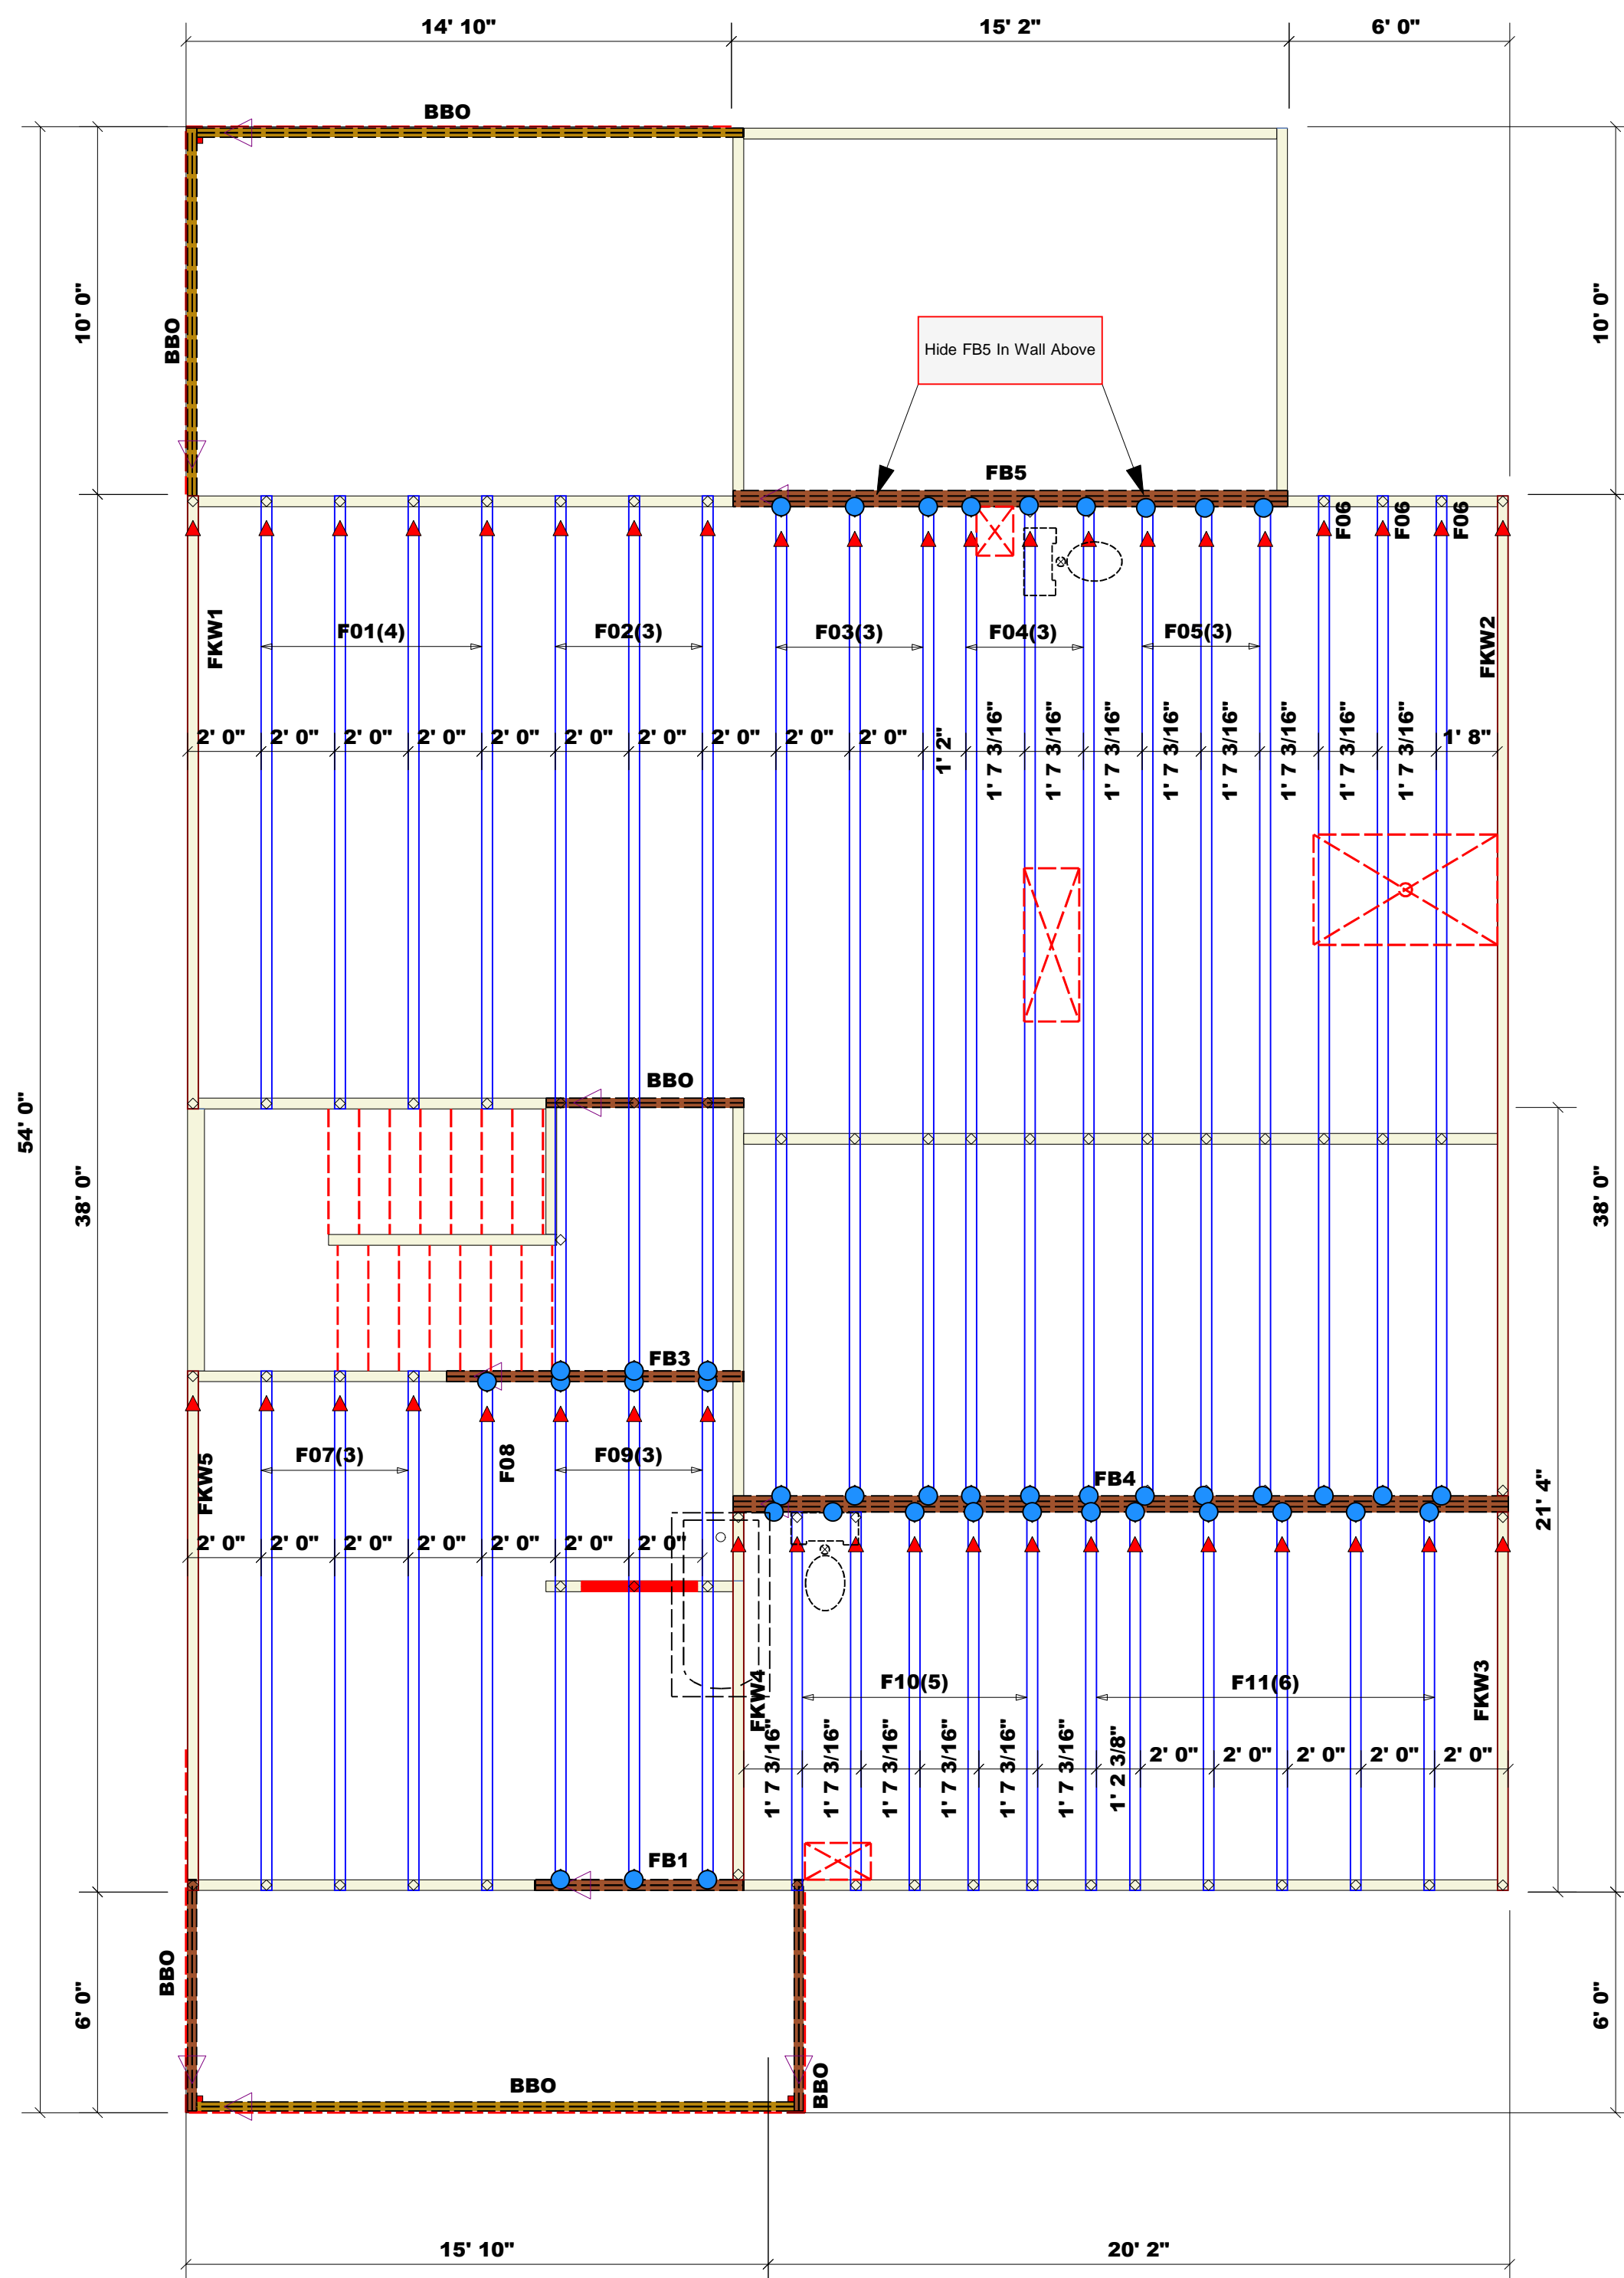 14' 10"
15' 2"
6' 0"
BBO
10' 0"
10' 0"
BBO
Hide FB5 In Wall Above
FB5
F06
F06
F06
FKW1
F01(4)
F02(3)
F03(3)
F04(3)
F05(3)
FKW2
2' 0"
2' 0"
2' 0"
2' 0"
2' 0"
2' 0"
2' 0"
2' 0"
2' 0"
2' 0"
1' 2"
1' 7 3/16"
1' 7 3/16"
1' 7 3/16"
1' 7 3/16"
1' 7 3/16"
1' 7 3/16"
1' 7 3/16"
1' 7 3/16"
1' 8"
BBO
54' 0"
38' 0"
38' 0"
FB3
F07(3)
F08
F09(3)
FKW5
FB4
21' 4"
2' 0"
2' 0"
2' 0"
2' 0"
2' 0"
2' 0"
2' 0"
FKW4
F10(5)
F11(6)
FKW3
1' 7 3/16"
1' 7 3/16"
1' 7 3/16"
1' 7 3/16"
1' 7 3/16"
1' 7 3/16"
1' 2 3/8"
2' 0"
2' 0"
2' 0"
2' 0"
2' 0"
FB1
BBO
6' 0"
6' 0"
BBO
BBO
15' 10"
20' 2"